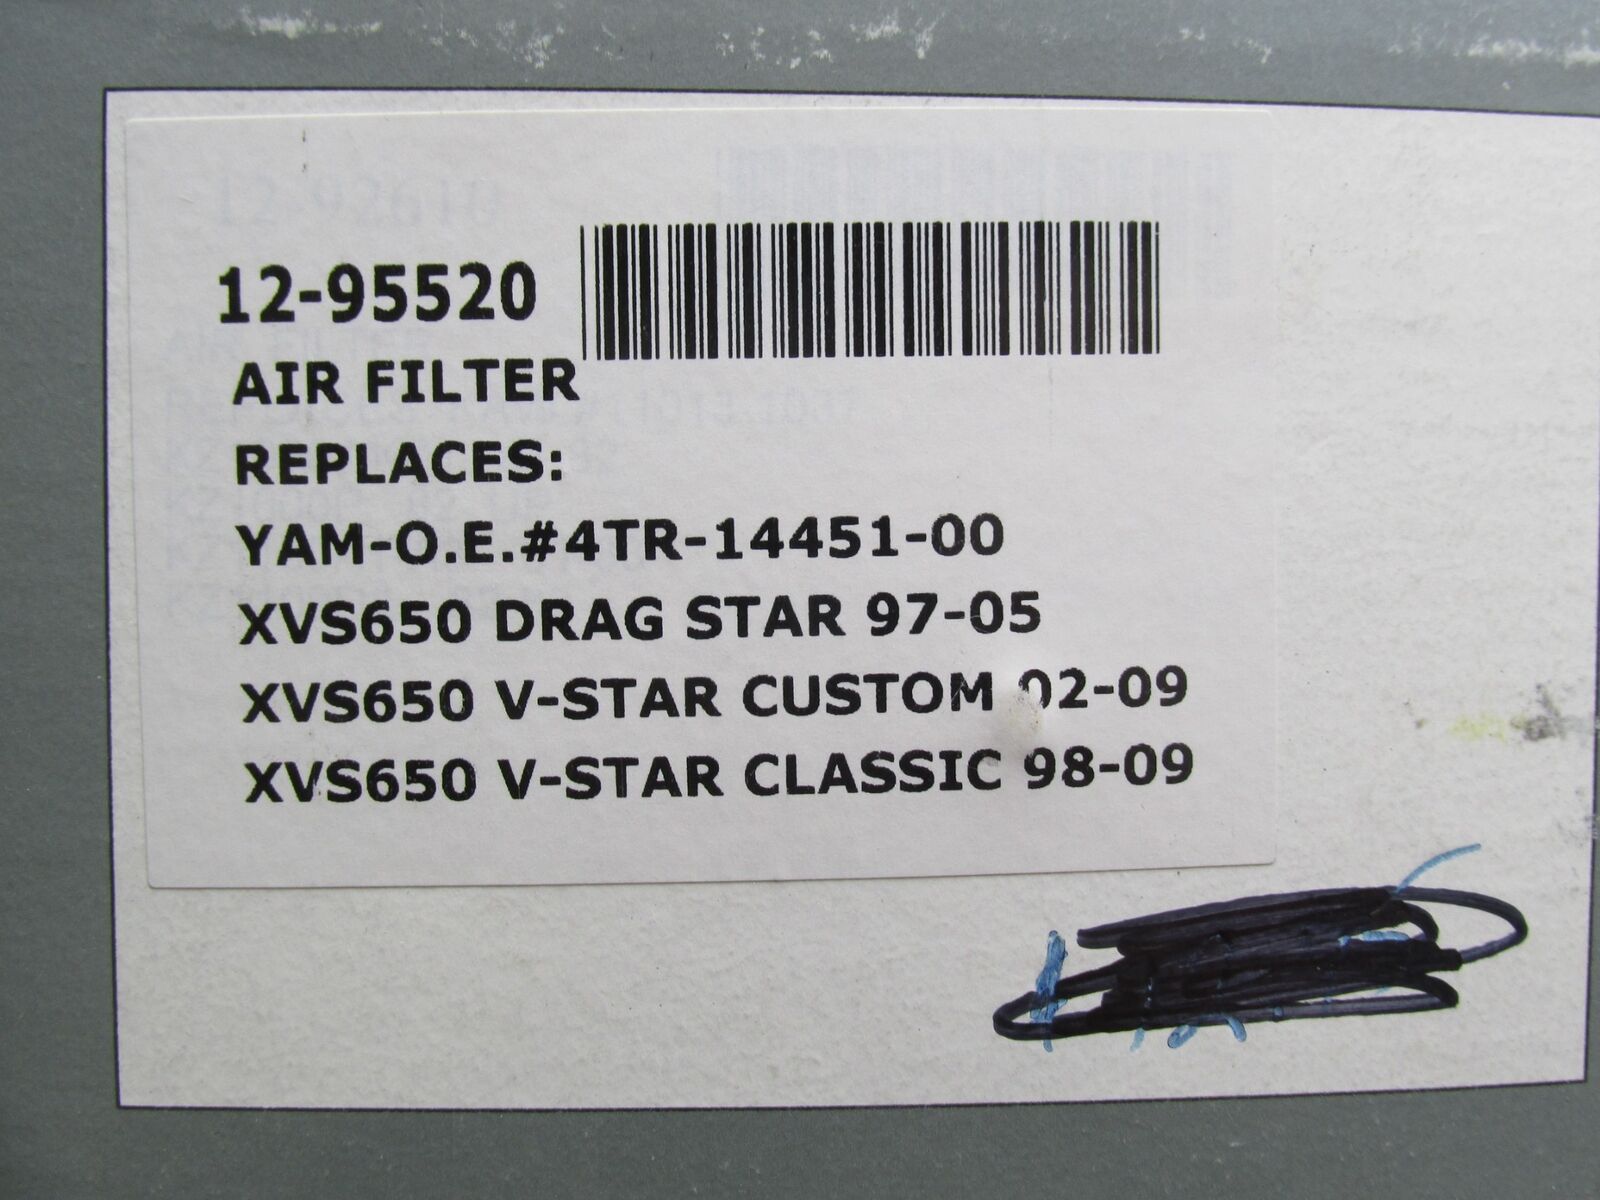 12-95520
AIR FILTER
REPLACES:
YAM-O.E.#4TR-14451-00
XVS650 DRAG STAR 97-05
XVS650 V-STAR CUSTOM 02-09
XVS650 V-STAR CLASSIC 98-09